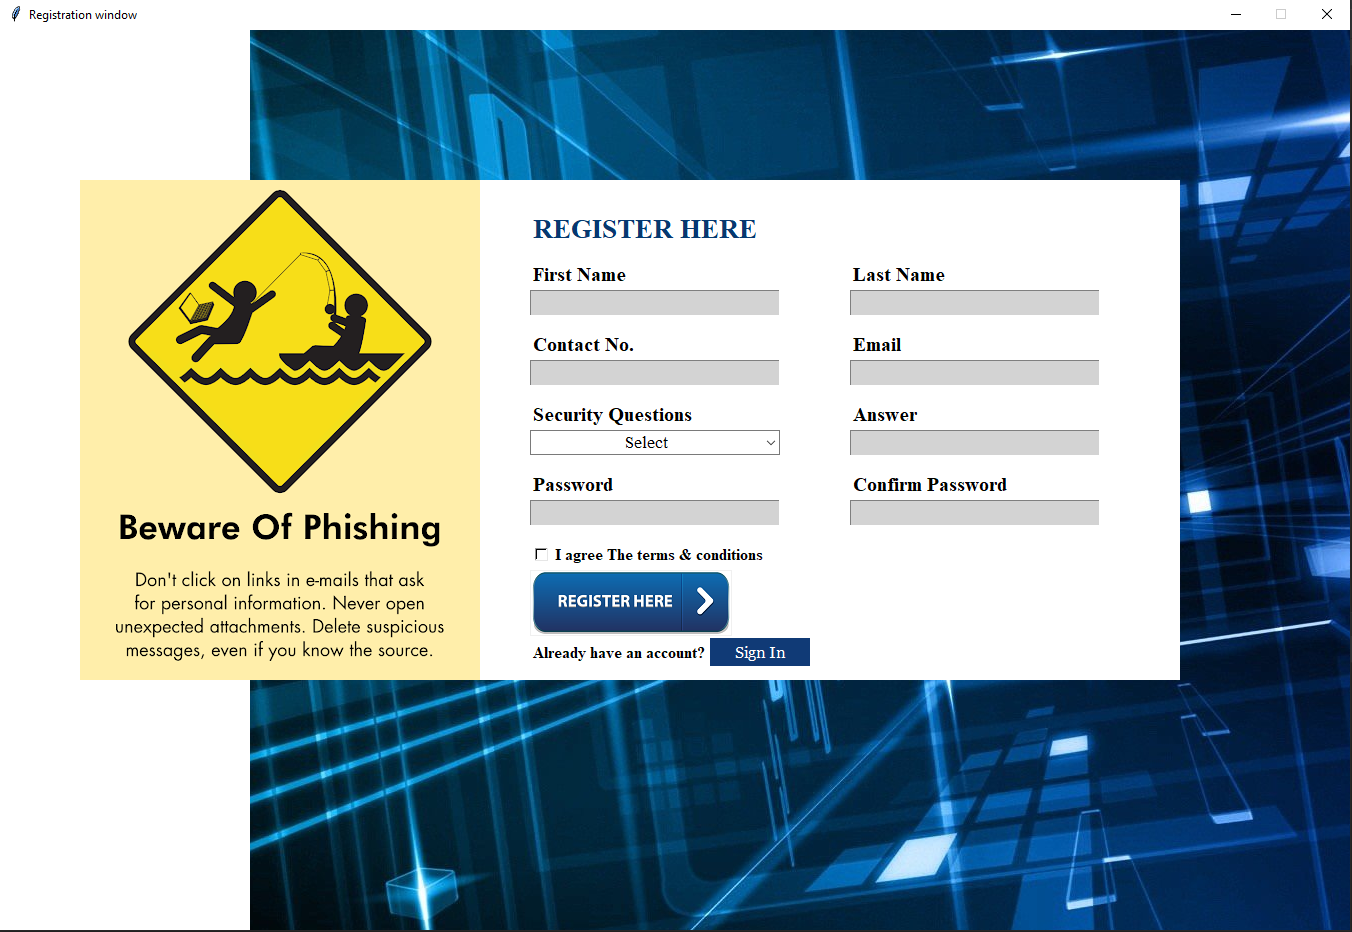 Registration window
Beware Of Phishing
Don't click on links in e-mails that ask
for personal information. Never open
unexpected attachments. Delete suspicious
messages, even if you know the source.
REGISTER HERE
First Name
Last Name
Contact No.
Email
Security Questions
Answer
Select
Password
Confirm Password
I agree The terms & conditions
REGISTER HERE
Already have an account? Sign In